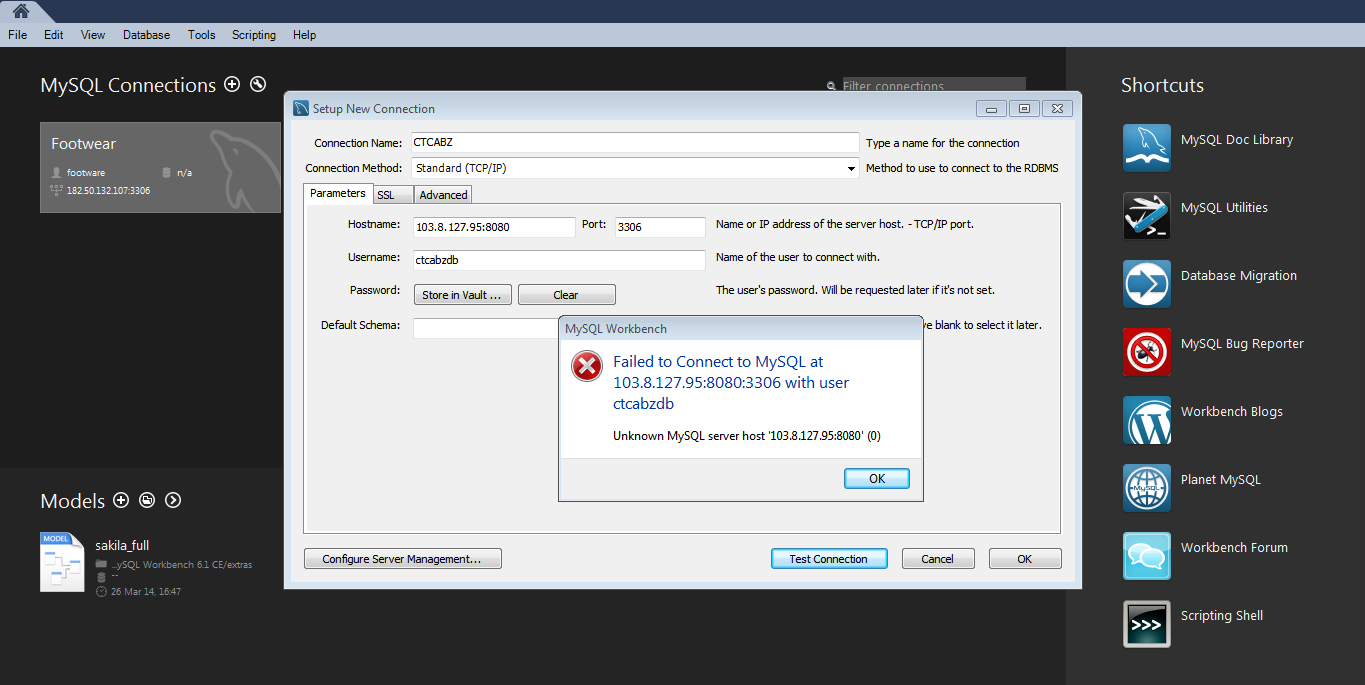 File Edit View Database Tools Scripting Help
MySQL Connections
Filter connections
Shortcuts
Footwear
footware n/a
182.50.132.107:3306
Setup New Connection
Connection Name: CTCABZ Type a name for the connection
Connection Method: Standard (TCP/IP) Method to use to connect to the RDBMS
Parameters SSL Advanced
Hostname: 103.8.127.95:8080 Port: 3306 Name or IP address of the server host. - TCP/IP port.
Username: ctcabzdb Name of the user to connect with.
Password: Store in Vault ... Clear The user's password. Will be requested later if it's not set.
Default Schema: ve blank to select it later.
MySQL Workbench
Failed to Connect to MySQL at
103.8.127.95:8080:3306 with user
ctcabzdb
Unknown MySQL server host '103.8.127.95:8080' (0)
OK
Configure Server Management... Test Connection Cancel OK
Models
MODEL
sakila_full
..ySQL Workbench 6.1 CE/extras
--
26 Mar 14, 16:47
MySQL Doc Library
MySQL Utilities
>_
Database Migration
MySQL Bug Reporter
Workbench Blogs
W
MySQL
Planet MySQL
Workbench Forum
>>>
Scripting Shell